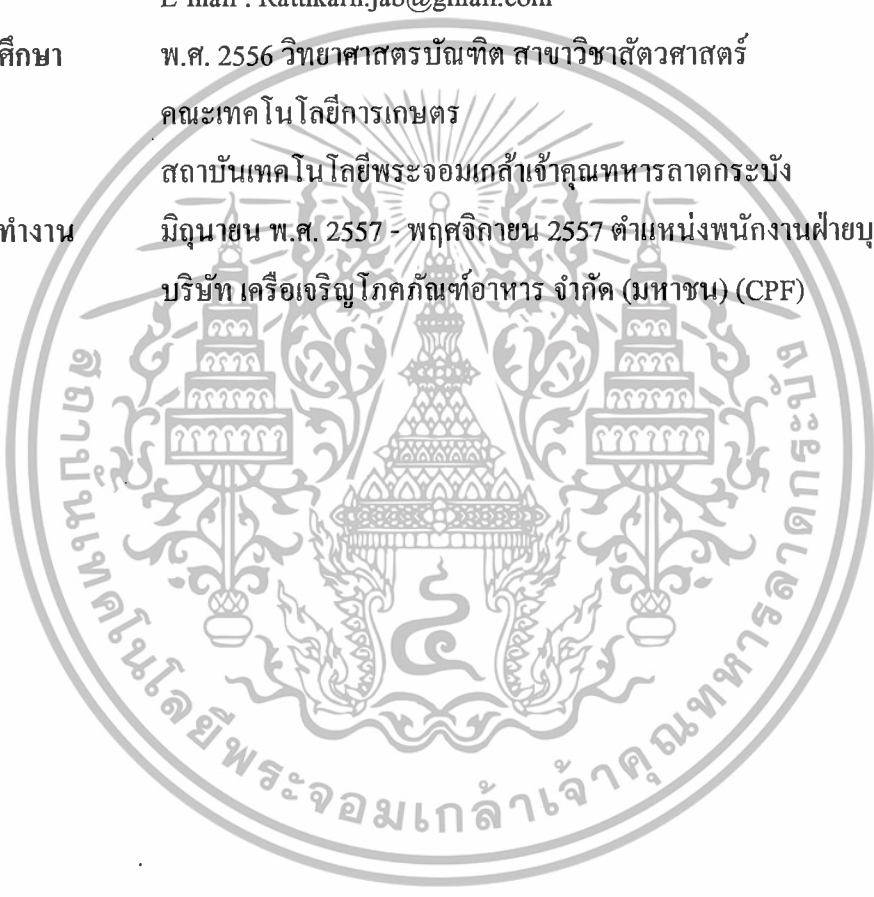 E-mail : Rattikarn.jab@gmail.com
ศึกษา พ.ศ. 2556 วิทยาศาสตรบัณฑิต สาขาวิชาสัตวศาสตร์
คณะเทคโนโลยีการเกษตร
สถาบันเทคโนโลยีพระจอมเกล้าเจ้าคุณทหารลาดกระบัง
ทำงาน มิถุนายน พ.ศ. 2557 - พฤศจิกายน 2557 ตำแหน่งพนักงานฝ่ายบุ
บริษัท เครือเจริญโภคภัณฑ์อาหาร จำกัด (มหาชน) (CPF)
สถาบันเทคโนโลยีพระจอมเกล้าเจ้าคุณทหารลาดกระบัง
๔